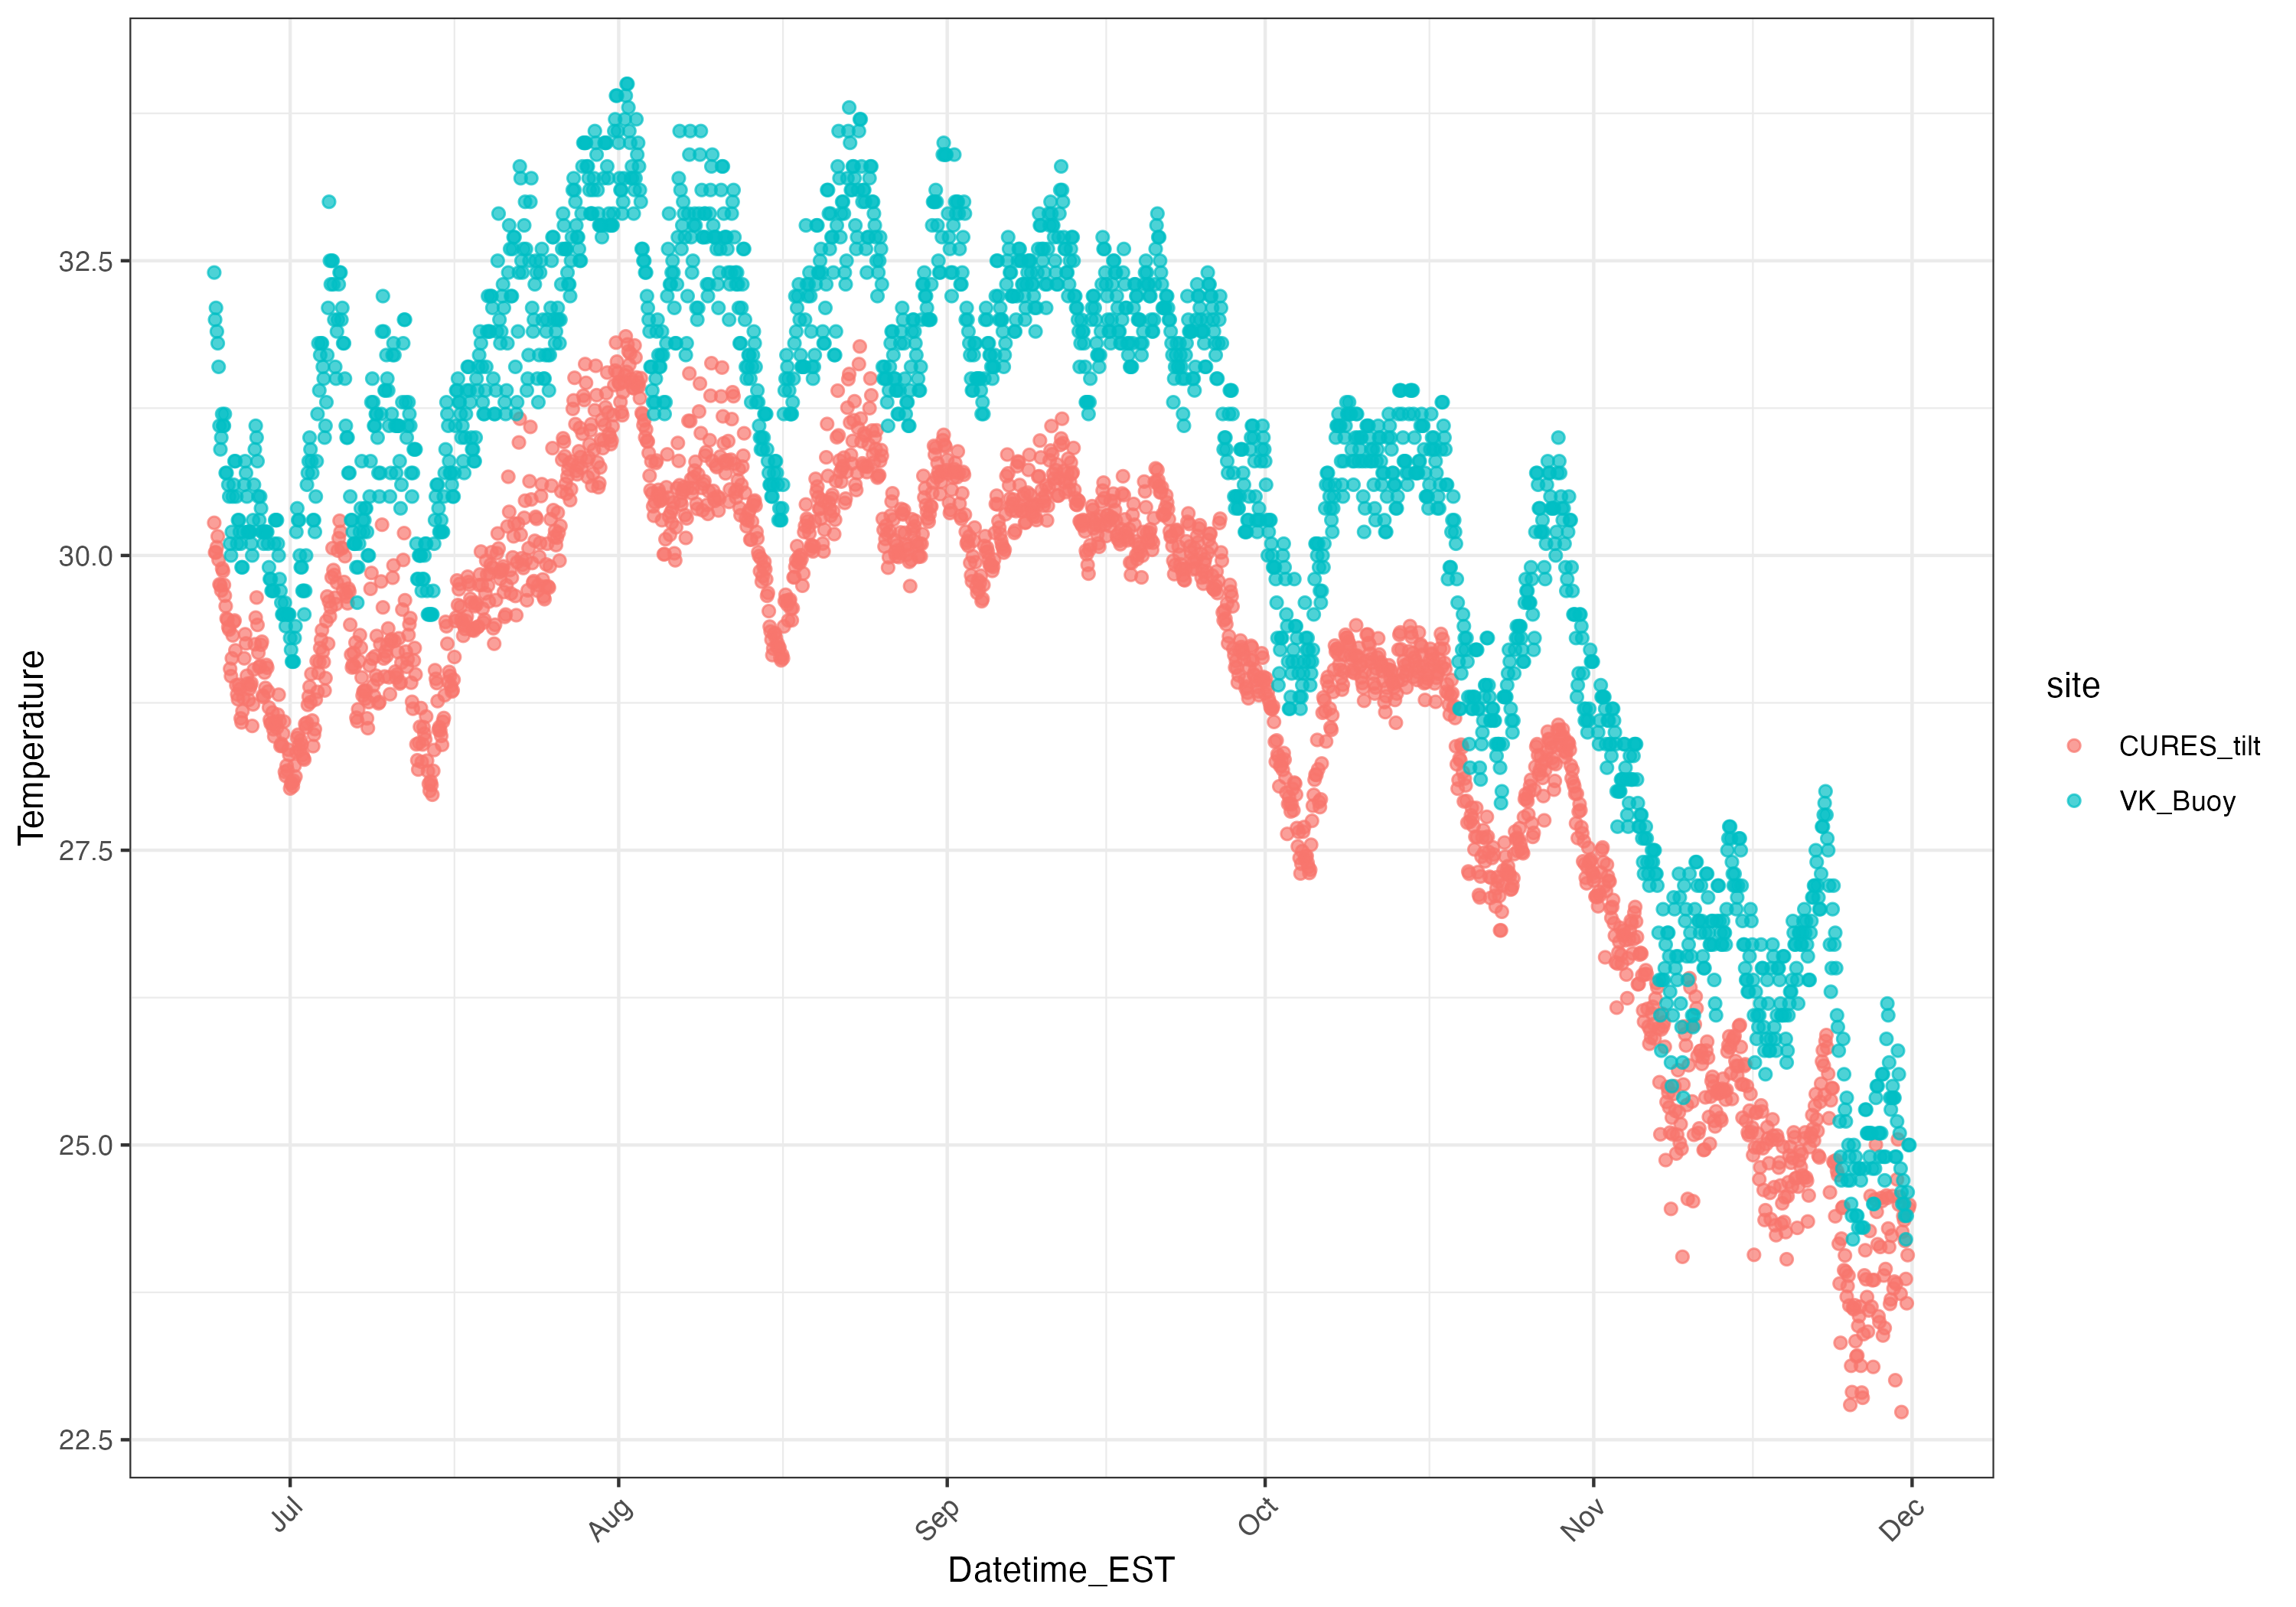 32.5
30.0
27.5
25.0
22.5
Temperature
Jul
Aug
Sep
Oct
Nov
Dec
Datetime_EST
site
CURES_tilt
VK_Buoy